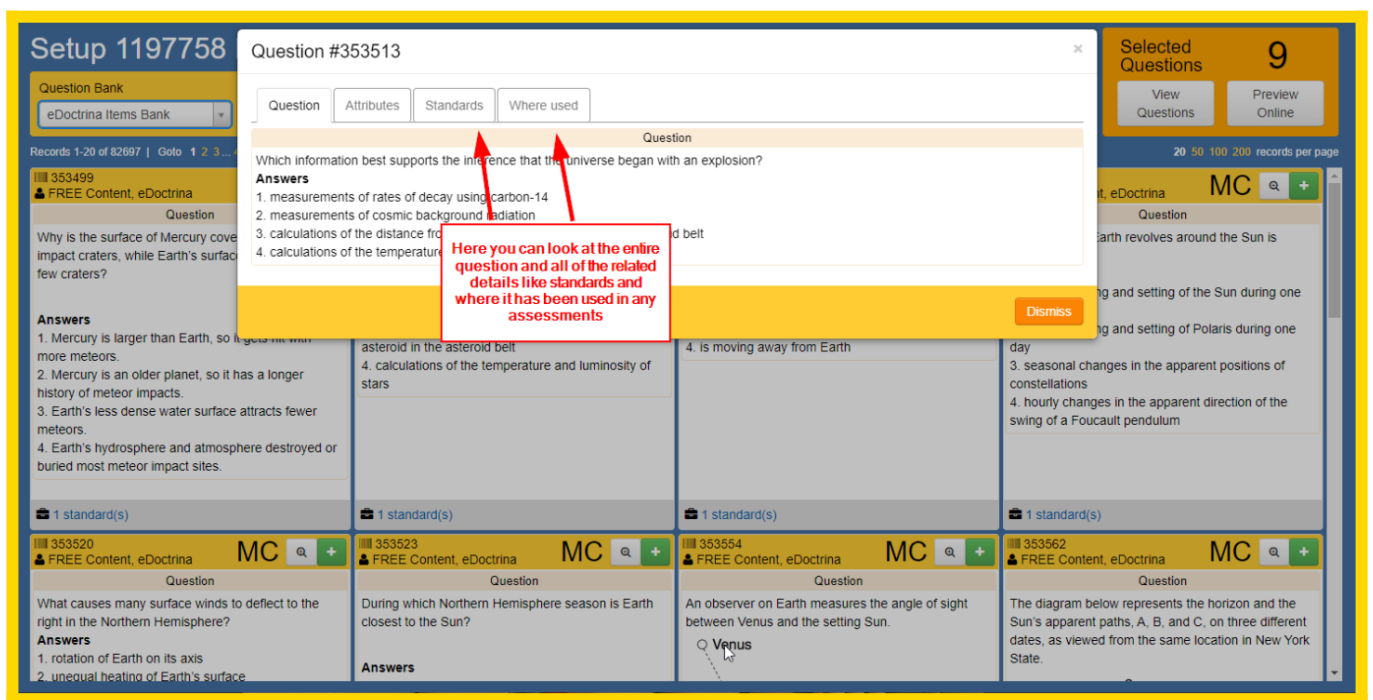 Setup 1197758
Question Bank
eDoctrina Items Bank
Records 1-20 of 82697 | Goto 1 2 3...
Question #353513
×
Question
Attributes
Standards
Where used
Question
Which information best supports the inference that the universe began with an explosion?
Answers
1. measurements of rates of decay using carbon-14
2. measurements of cosmic background radiation
3. calculations of the distance
d belt
4. calculations of the temperature
Here you can look at the entire
question and all of the related
details like standards and
where it has been used in any
assessments
Dismiss
Selected
Questions
9
View
Questions
Preview
Online
20 50 100 200 records per page
353499
FREE Content, eDoctrina
Question
Why is the surface of Mercury cove
impact craters, while Earth's surfac
few craters?
Answers
1. Mercury is larger than Earth, so it gets hit with
more meteors.
2. Mercury is an older planet, so it has a longer
history of meteor impacts.
3. Earth's less dense water surface attracts fewer
meteors.
4. Earth's hydrosphere and atmosphere destroyed or
buried most meteor impact sites.
1 standard(s)
asteroid in the asteroid belt
4. calculations of the temperature and luminosity of
stars
1 standard(s)
4. is moving away from Earth
1 standard(s)
nt, eDoctrina
MC
+
Question
Earth revolves around the Sun is
ng and setting of the Sun during one
ng and setting of Polaris during one
day
3. seasonal changes in the apparent positions of
constellations
4. hourly changes in the apparent direction of the
swing of a Foucault pendulum
1 standard(s)
353520
FREE Content, eDoctrina
MC
+
Question
What causes many surface winds to deflect to the
right in the Northern Hemisphere?
Answers
1. rotation of Earth on its axis
2. unequal heating of Earth's surface
353523
FREE Content, eDoctrina
MC
+
Question
During which Northern Hemisphere season is Earth
closest to the Sun?
Answers
353554
FREE Content, eDoctrina
MC
+
Question
An observer on Earth measures the angle of sight
between Venus and the setting Sun.
Venus
353562
FREE Content, eDoctrina
MC
+
Question
The diagram below represents the horizon and the
Sun's apparent paths, A, B, and C, on three different
dates, as viewed from the same location in New York
State.